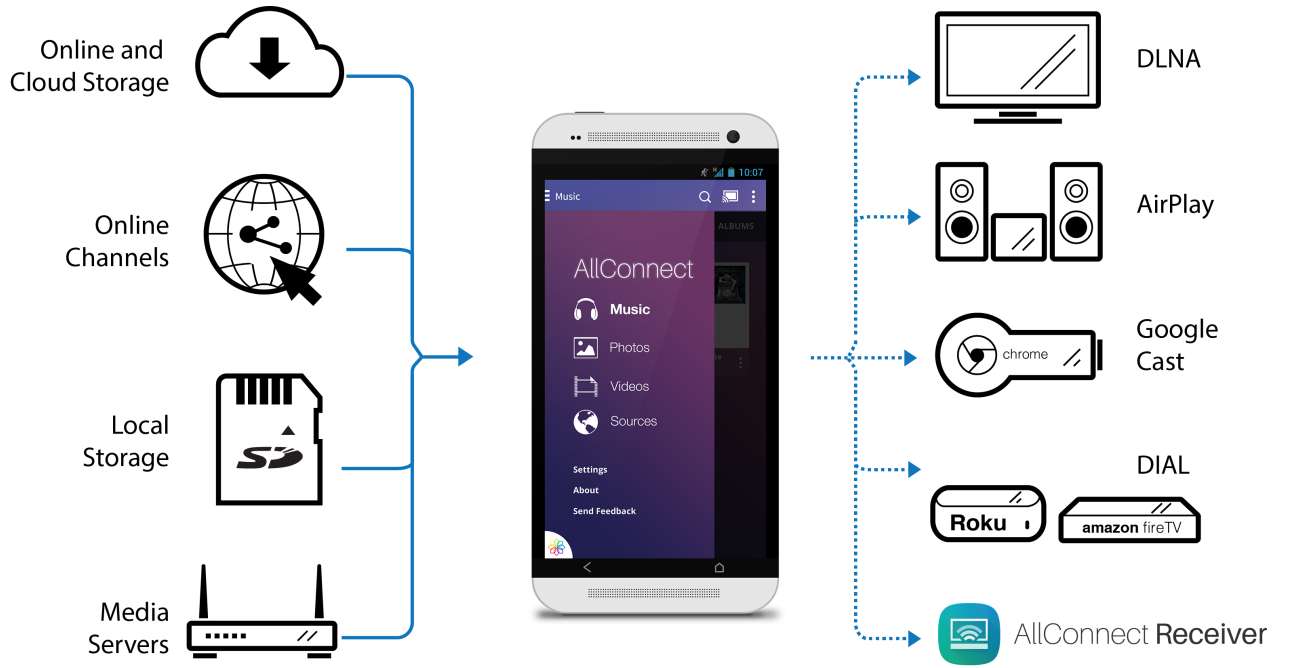 Online and
Cloud Storage
Online
Channels
SD
Local
Storage
Media
Servers
10:07
Music
ALBUMS
AllConnect
Music
Photos
Videos
Sources
Settings
About
Send Feedback
DLNA
AirPlay
chrome
Google
Cast
DIAL
Roku
amazon fireTV
AllConnect Receiver